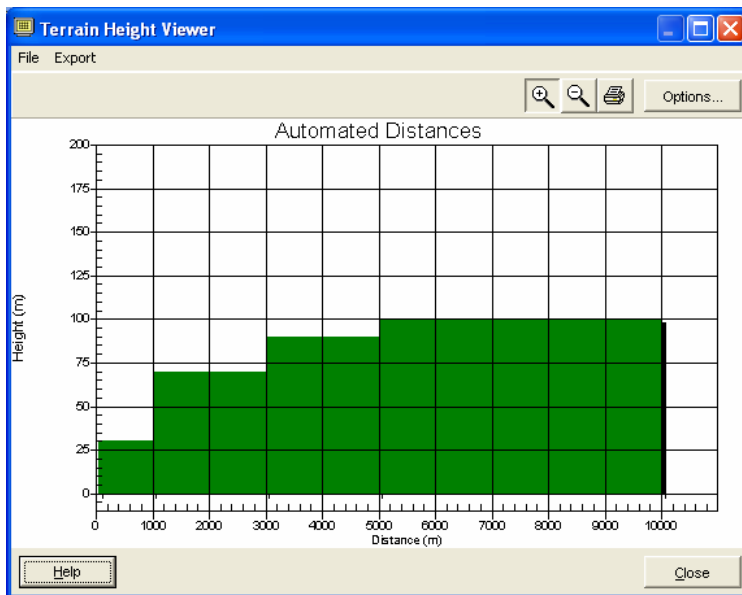 Terrain Height Viewer
File Export
Options...
Automated Distances
200
175
150
125
100
75
50
25
0
Height (m)
0 1000 2000 3000 4000 5000 6000 7000 8000 9000 10000
Distance (m)
Help Close